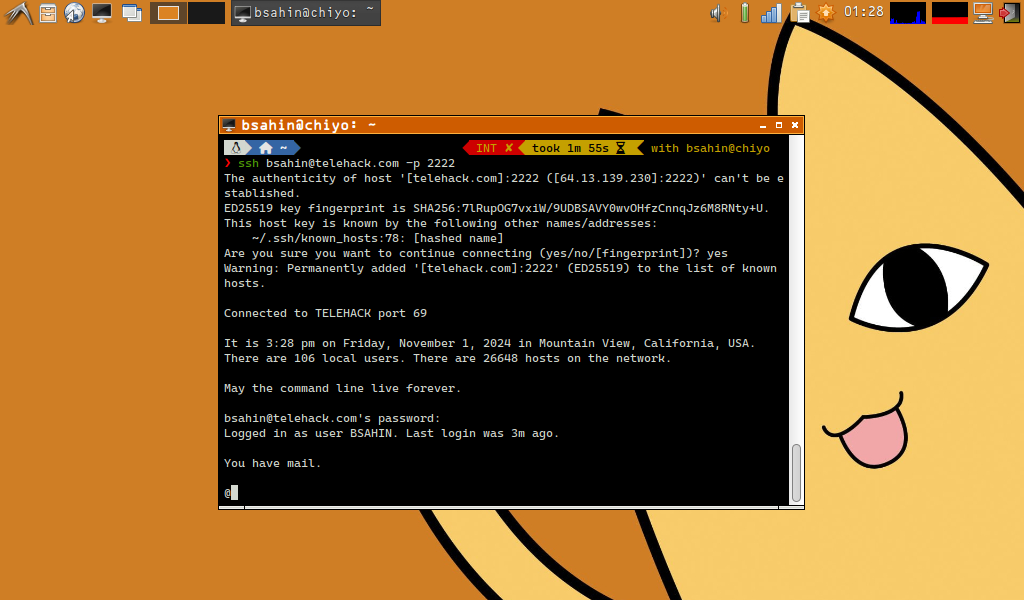 bsahin@chiyo: ~
01:28
bsahin@chiyo: ~
~ INT ✘ took 1m 55s with bsahin@chiyo
❯ ssh bsahin@telehack.com -p 2222
The authenticity of host '[telehack.com]:2222 ([64.13.139.230]:2222)' can't be e
stablished.
ED25519 key fingerprint is SHA256:7lRupOG7vxiW/9UDBSAVY0wvOHfzCnnqJz6M8RNty+U.
This host key is known by the following other names/addresses:
    ~/.ssh/known_hosts:78: [hashed name]
Are you sure you want to continue connecting (yes/no/[fingerprint])? yes
Warning: Permanently added '[telehack.com]:2222' (ED25519) to the list of known
hosts.
Connected to TELEHACK port 69
It is 3:28 pm on Friday, November 1, 2024 in Mountain View, California, USA.
There are 106 local users. There are 26648 hosts on the network.
May the command line live forever.
bsahin@telehack.com's password:
Logged in as user BSAHIN. Last login was 3m ago.
You have mail.
@